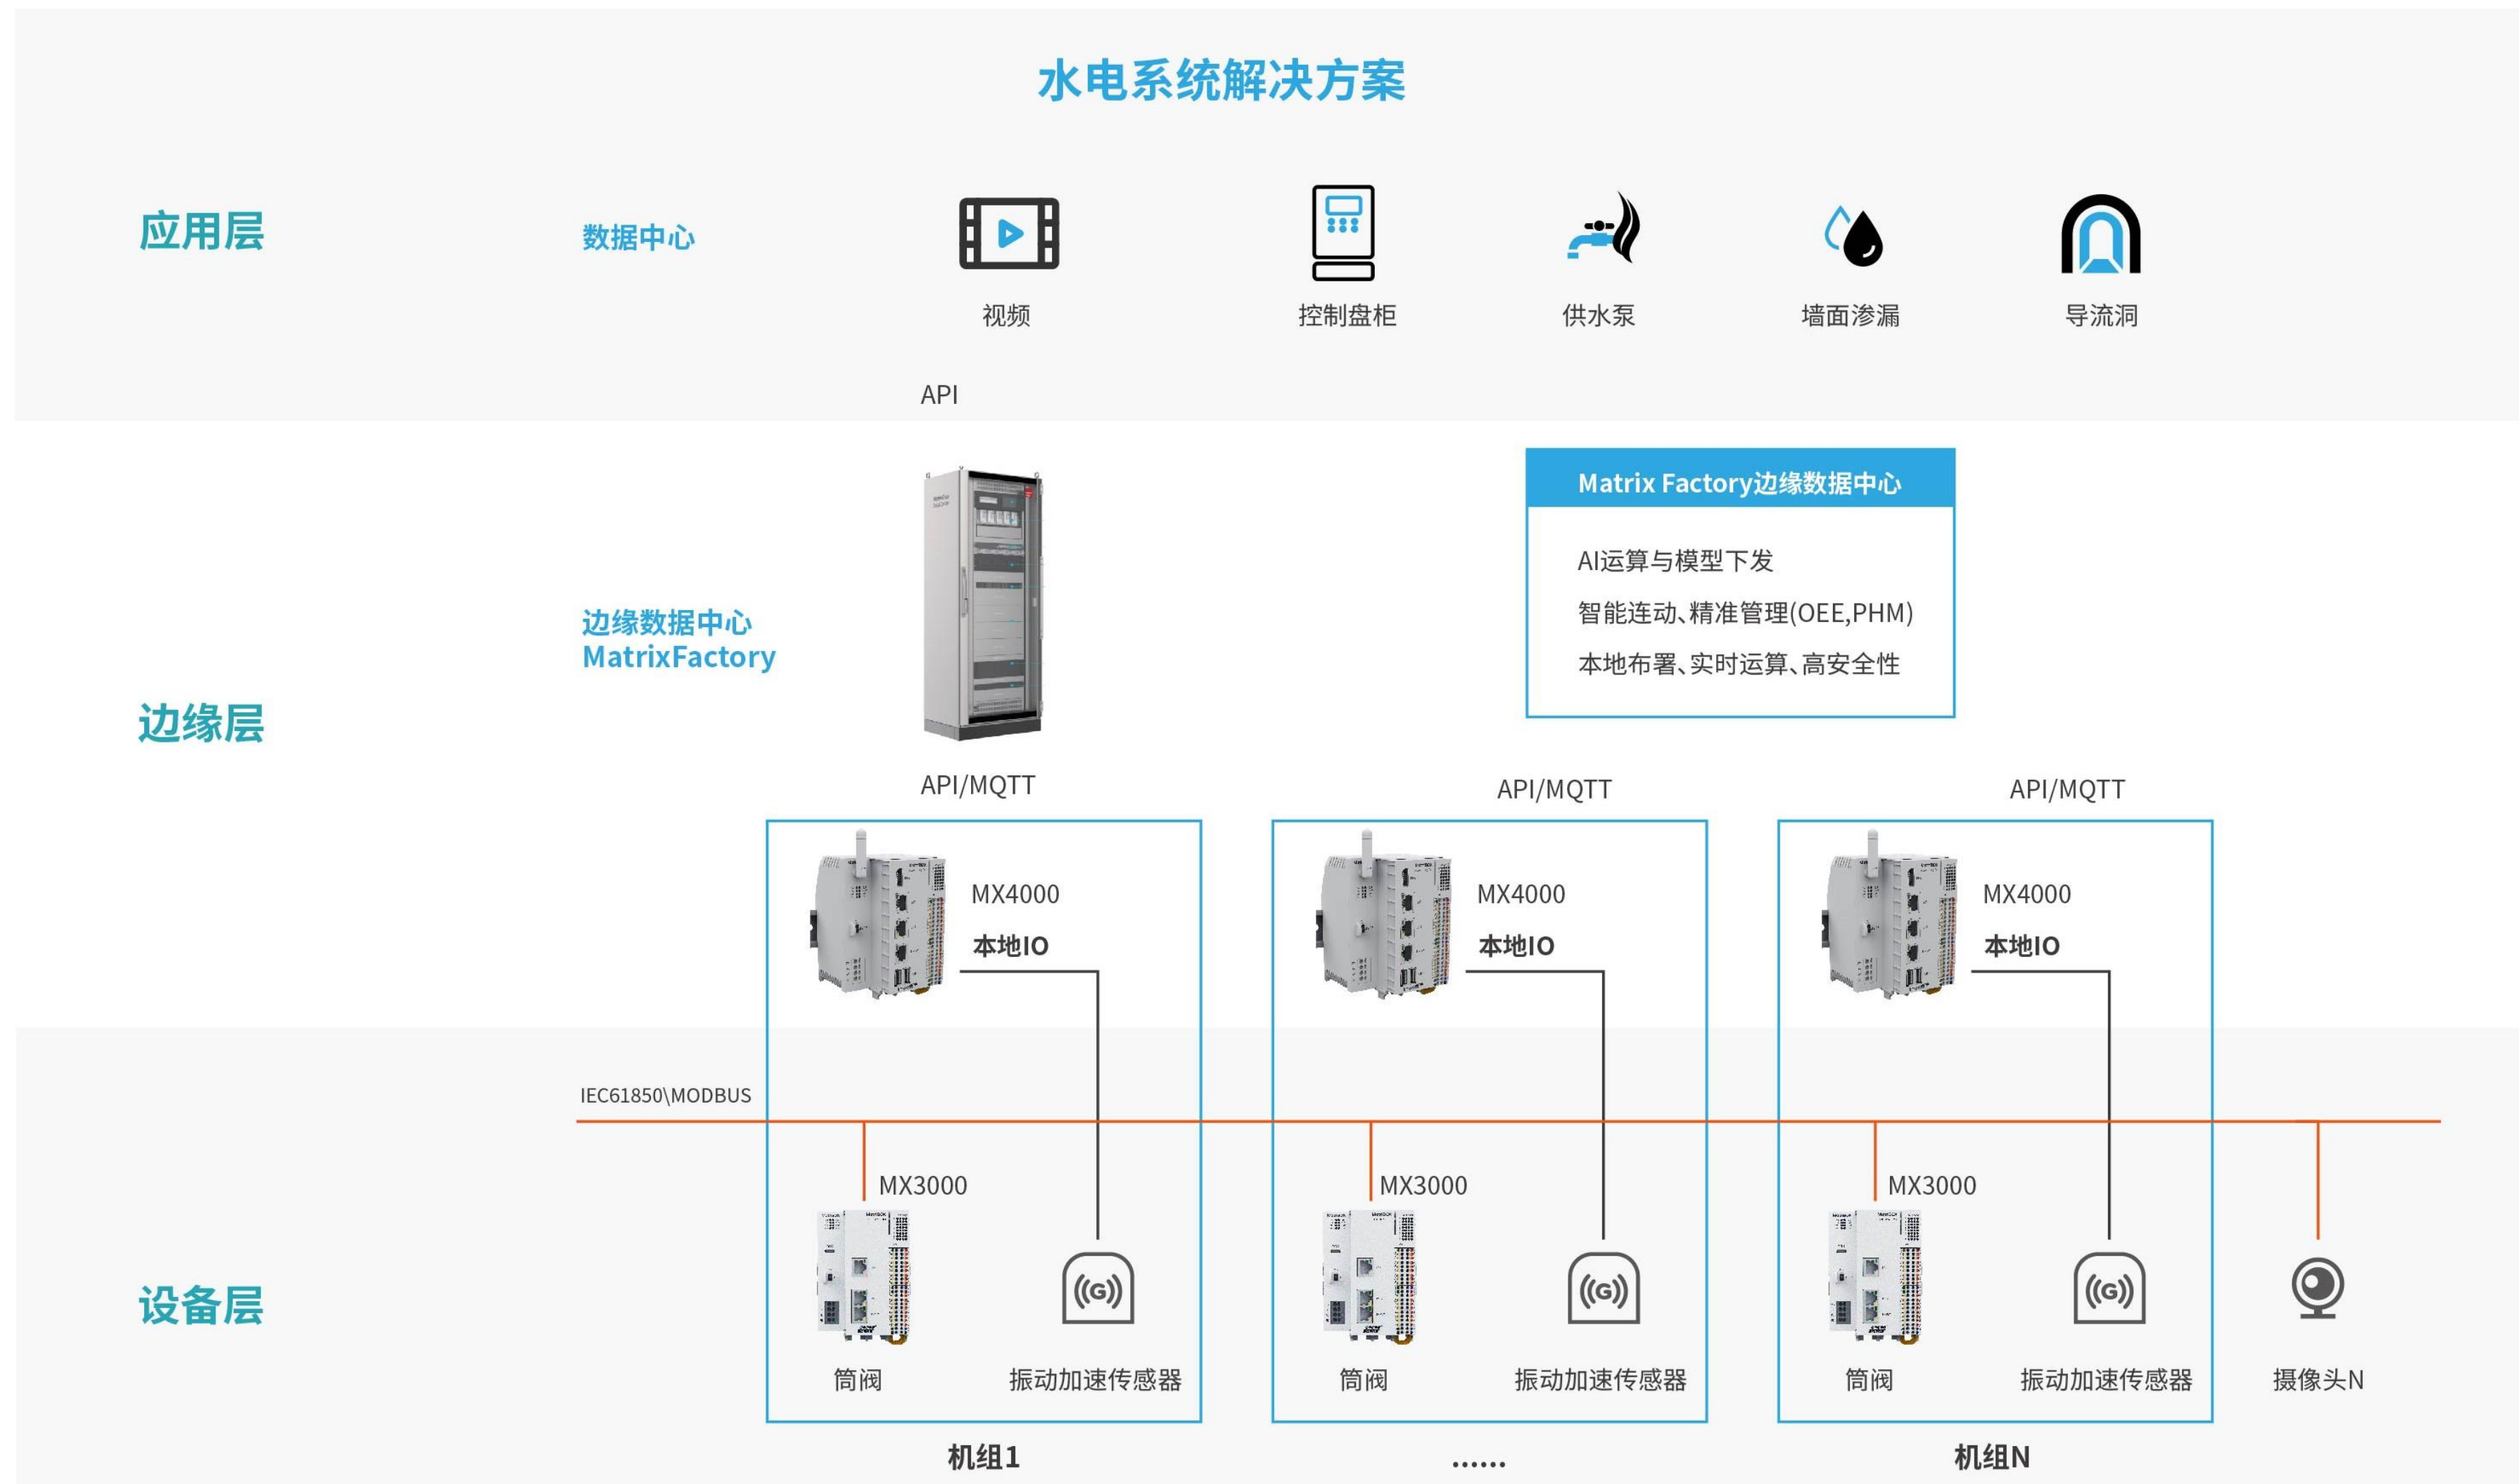 水电系统解决方案
应用层
数据中心
视频
控制盘柜
供水泵
墙面渗漏
导流洞
API
Matrix Factory边缘数据中心
AI运算与模型下发
智能连动、精准管理(OEE,PHM)
本地布署、实时运算、高安全性
边缘数据中心
MatrixFactory
边缘层
API/MQTT
API/MQTT
API/MQTT
MX4000
本地IO
MX4000
本地IO
MX4000
本地IO
IEC61850\MODBUS
MX3000
MX3000
MX3000
设备层
((G))
((G))
((G))
筒阀
振动加速传感器
筒阀
振动加速传感器
筒阀
振动加速传感器
摄像头N
机组1
......
机组N